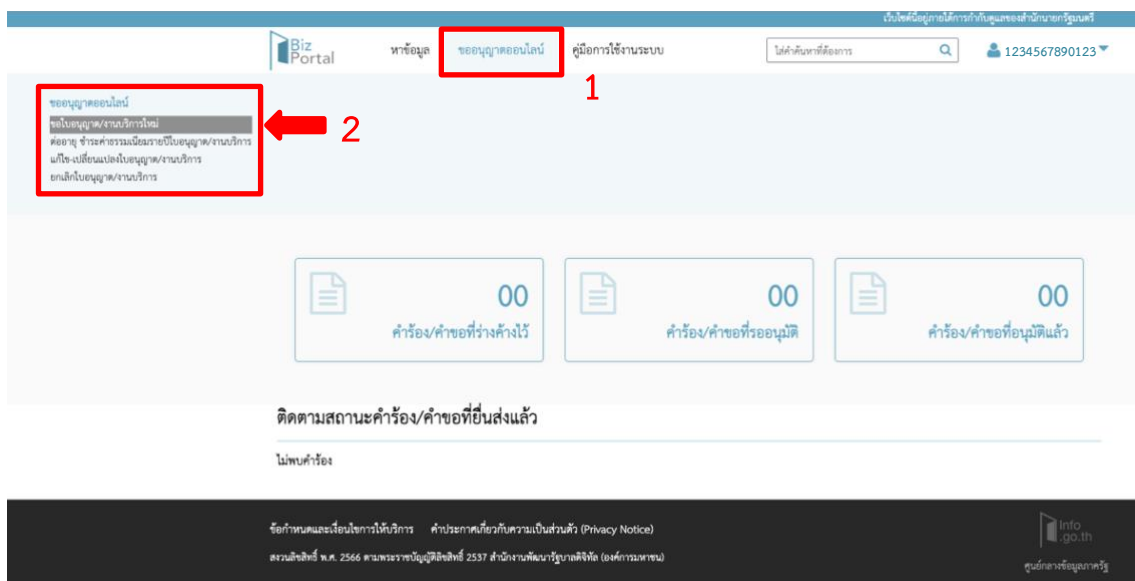 เว็บไซต์นี้อยู่ภายใต้การกำกับดูแลของสำนักนายกรัฐมนตรี
Biz Portal
หาข้อมูล ขออนุญาตออนไลน์ คู่มือการใช้งานระบบ ใส่คำค้นหาที่ต้องการ 1234567890123
1
ขออนุญาตออนไลน์
ขอใบอนุญาต/งานบริการใหม่
2
ต่ออายุ ชำระค่าธรรมเนียมรายปีใบอนุญาต/งานบริการ
แก้ไข-เปลี่ยนแปลงใบอนุญาต/งานบริการ
ยกเลิกใบอนุญาต/งานบริการ
00 00 00
คำร้อง/คำขอที่ร่างค้างไว้ คำร้อง/คำขอที่รออนุมัติ คำร้อง/คำขอที่อนุมัติแล้ว
ติดตามสถานะคำร้อง/คำขอที่ยื่นส่งแล้ว
ไม่พบคำร้อง
ข้อกำหนดและเงื่อนไขการให้บริการ คำประกาศเกี่ยวกับความเป็นส่วนตัว (Privacy Notice)
สงวนลิขสิทธิ์ พ.ศ. 2566 ตามพระราชบัญญัติลิขสิทธิ์ 2537 สำนักงานพัฒนารัฐบาลดิจิทัล (องค์การมหาชน)
Info
.go.th
ศูนย์กลางข้อมูลภาครัฐ